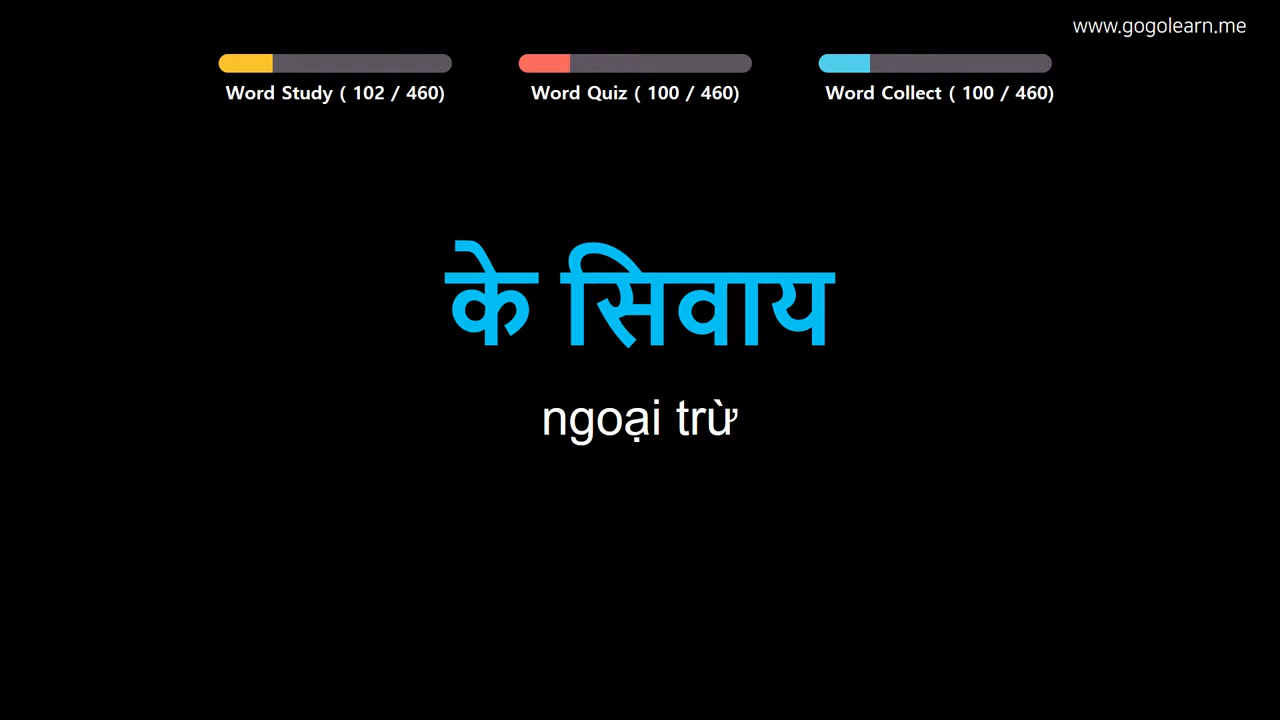 www.gogolearn.me
Word Study ( 102 / 460)
Word Quiz ( 100 / 460)
Word Collect ( 100 / 460)
के सिवाय
ngoại trừ